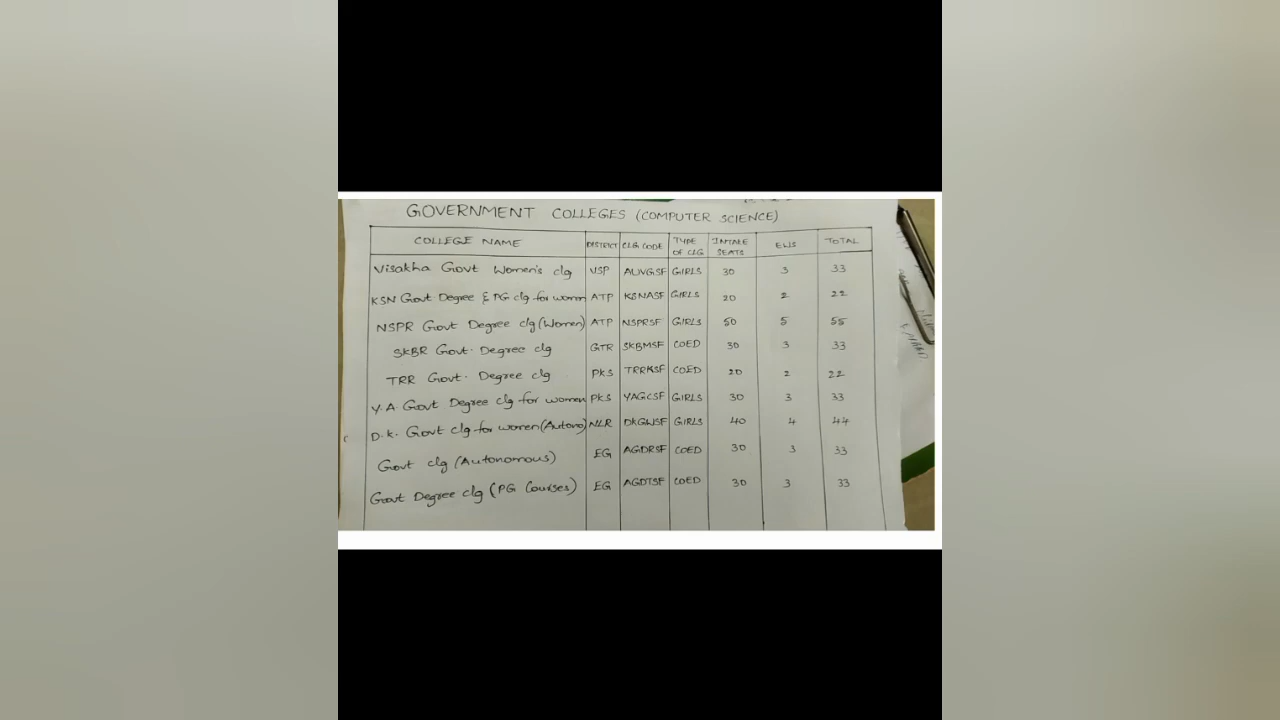 GOVERNMENT COLLEGES (COMPUTER SCIENCE)
COLLEGE NAME DISTRICT CLG CODE TYPE OF CLG INTAKE SEATS EWS TOTAL
Visakha Govt Women's clg VSP AUVGSF GIRLS 30 3 33
KSN Govt Degree & PG clg for women ATP KSNASF GIRLS 20 2 22
NSPR Govt Degree clg (Women) ATP NSPRSF GIRLS 50 5 55
SKBR Govt. Degree clg GTR SKBMSF COED 30 3 33
TRR Govt. Degree clg PKS TRRKSF COED 20 2 22
Y.A. Govt Degree clg for women PKS YAGCSF GIRLS 30 3 33
D.K. Govt clg for women (Autono) NLR DKGWSF GIRLS 40 4 44
Govt clg (Autonomous) EG AGDRSF COED 30 3 33
Govt Degree clg (PG Courses) EG AGDTSF COED 30 3 33